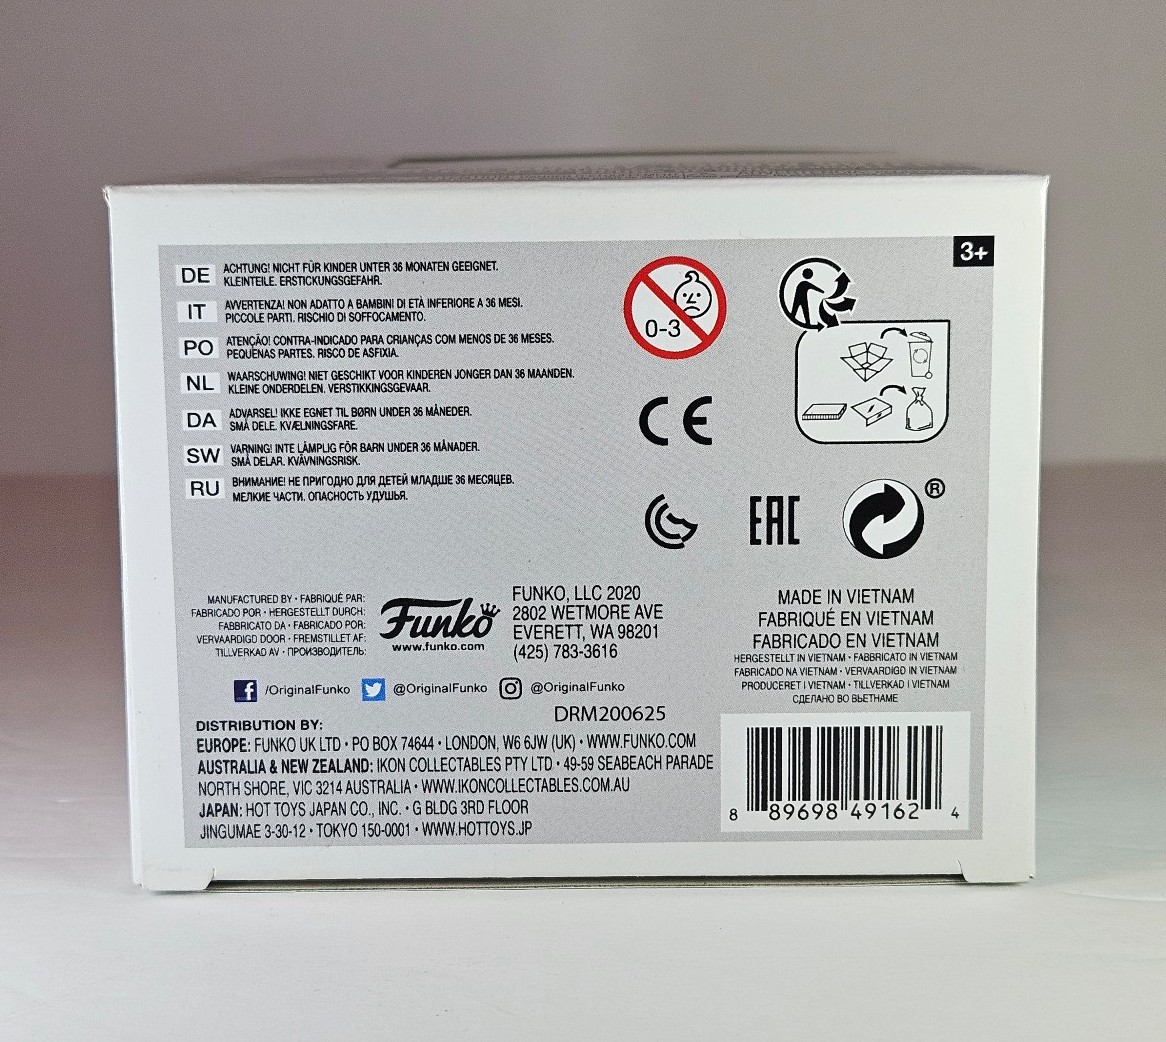 3+
DE
ACHTUNG! NICHT FÜR KINDER UNTER 36 MONATEN GEEIGNET.
KLEINTEILE. ERSTICKUNGSGEFAHR.
IT
AVVERTENZA! NON ADATTO A BAMBINI DI ETÀ INFERIORE A 36 MESI.
PICCOLE PARTI. RISCHIO DI SOFFOCAMENTO.
PO
ATENÇÃO! CONTRA-INDICADO PARA CRIANÇAS COM MENOS DE 36 MESES.
PEQUENAS PARTES. RISCO DE ASFIXIA.
NL
WAARSCHUWING! NIET GESCHIKT VOOR KINDEREN JONGER DAN 36 MAANDEN.
KLEINE ONDERDELEN. VERSTIKKINGSGEVAAR.
DA
ADVARSEL! IKKE EGNET TIL BØRN UNDER 36 MÅNEDER.
SMÅ DELE. KVÆLNINGSFARE.
SW
VARNING! INTE LÄMPLIG FÖR BARN UNDER 36 MÅNADER.
SMÅ DELAR. KVÄVNINGSRISK.
RU
ВНИМАНИЕ! НЕ ПРИГОДНО ДЛЯ ДЕТЕЙ МЛАДШЕ 36 МЕСЯЦЕВ.
МЕЛКИЕ ЧАСТИ. ОПАСНОСТЬ УДУШЬЯ.
0-3
CE
EAC
®
MANUFACTURED BY • FABRIQUÉ PAR:
FABRICADO POR • HERGESTELLT DURCH:
FABBRICATO DA • FABRICADO POR:
VERVAARDIGD DOOR • FREMSTILLET AF:
TILLVERKAD AV • ПРОИЗВОДИТЕЛЬ:
Funko
www.funko.com
FUNKO, LLC 2020
2802 WETMORE AVE
EVERETT, WA 98201
(425) 783-3616
/OriginalFunko @OriginalFunko @OriginalFunko
DRM200625
DISTRIBUTION BY:
EUROPE: FUNKO UK LTD • PO BOX 74644 • LONDON, W6 6JW (UK) • WWW.FUNKO.COM
AUSTRALIA & NEW ZEALAND: IKON COLLECTABLES PTY LTD • 49-59 SEABEACH PARADE
NORTH SHORE, VIC 3214 AUSTRALIA • WWW.IKONCOLLECTABLES.COM.AU
JAPAN: HOT TOYS JAPAN CO., INC. • G BLDG 3RD FLOOR
JINGUMAE 3-30-12 • TOKYO 150-0001 • WWW.HOTTOYS.JP
MADE IN VIETNAM
FABRIQUÉ EN VIETNAM
FABRICADO EN VIETNAM
HERGESTELLT IN VIETNAM • FABBRICATO IN VIETNAM
FABRICADO NA VIETNAM • VERVAARDIGD IN VIETNAM
PRODUCERET I VIETNAM • TILLVERKAD I VIETNAM
СДЕЛАНО ВО ВЬЕТНАМЕ
8 89698 49162 4